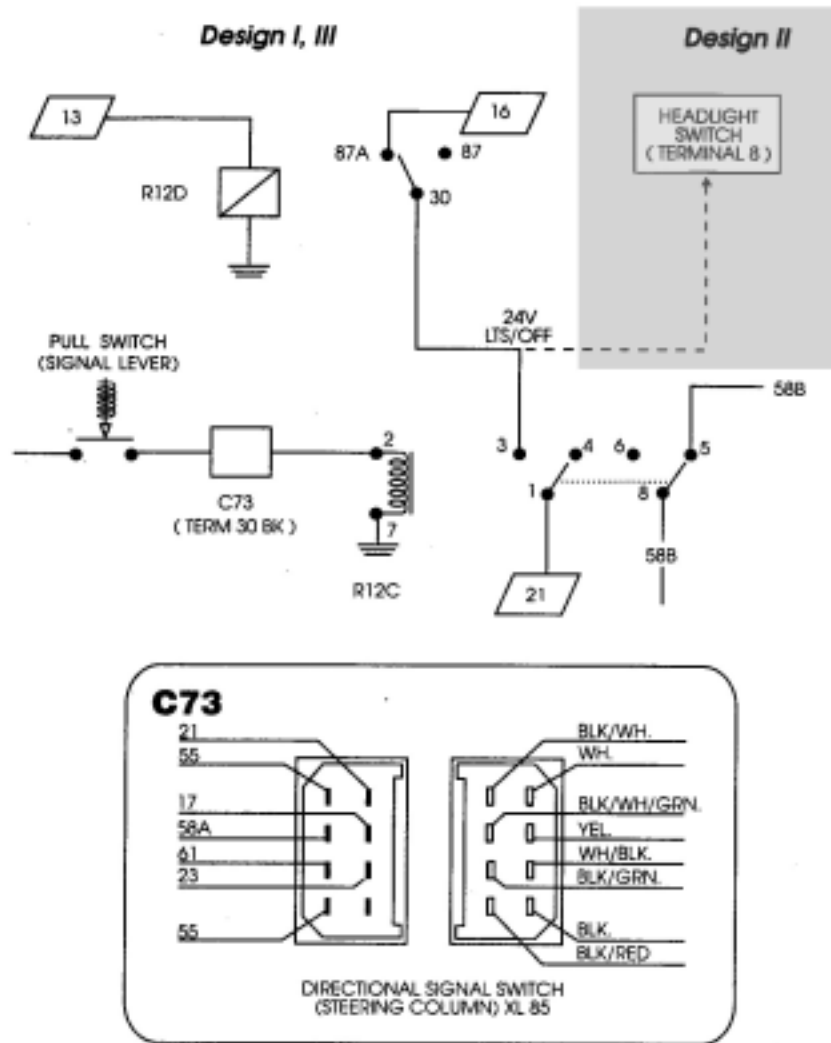 Design I, III
Design II
13
16
HEADLIGHT
SWITCH
( TERMINAL 8 )
87A
87
R12D
30
24V
LTS/OFF
PULL SWITCH
(SIGNAL LEVER)
58B
2
3
4
6
5
C73
( TERM 30 BK )
1
8
7
58B
R12C
21
C73
21
55
17
58A
61
23
55
BLK/WH.
WH.
BLK/WH/GRN.
YEL.
WH/BLK.
BLK/GRN.
BLK.
BLK/RED
DIRECTIONAL SIGNAL SWITCH
(STEERING COLUMN) XL 85